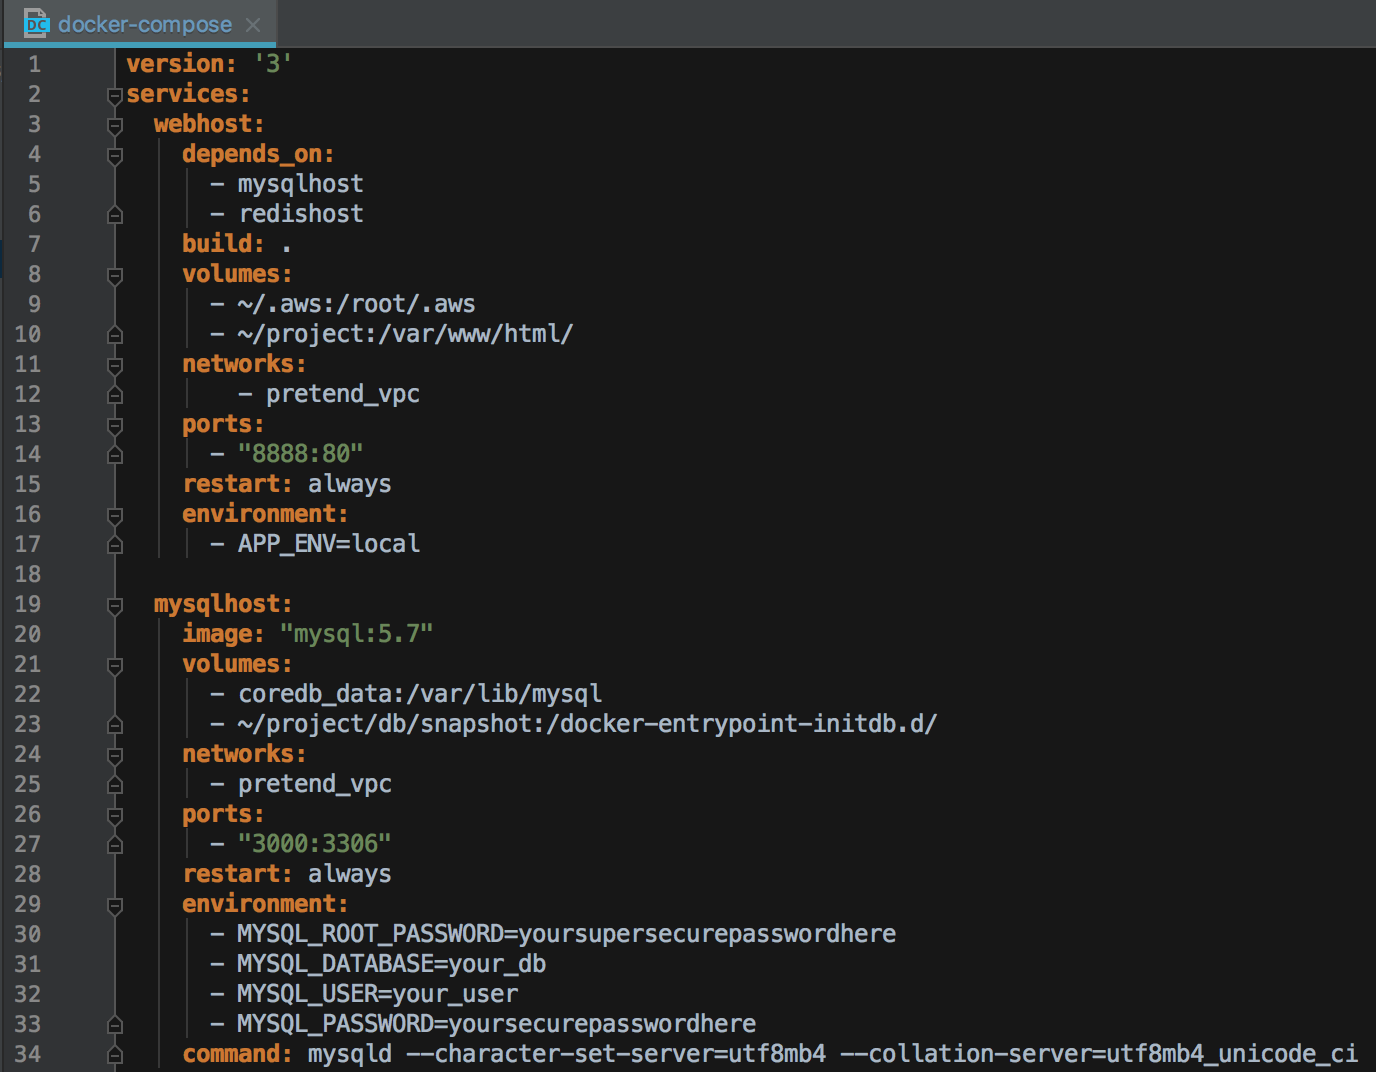 DC docker-compose
1 version: '3'
2 services:
3   webhost:
4     depends_on:
5       - mysqlhost
6       - redishost
7     build: .
8     volumes:
9       - ~/.aws:/root/.aws
10       - ~/project:/var/www/html/
11     networks:
12         - pretend_vpc
13     ports:
14       - "8888:80"
15     restart: always
16     environment:
17       - APP_ENV=local
18
19   mysqlhost:
20     image: "mysql:5.7"
21     volumes:
22       - coredb_data:/var/lib/mysql
23       - ~/project/db/snapshot:/docker-entrypoint-initdb.d/
24     networks:
25       - pretend_vpc
26     ports:
27       - "3000:3306"
28     restart: always
29     environment:
30       - MYSQL_ROOT_PASSWORD=yoursupersecurepasswordhere
31       - MYSQL_DATABASE=your_db
32       - MYSQL_USER=your_user
33       - MYSQL_PASSWORD=yoursecurepasswordhere
34     command: mysqld --character-set-server=utf8mb4 --collation-server=utf8mb4_unicode_ci